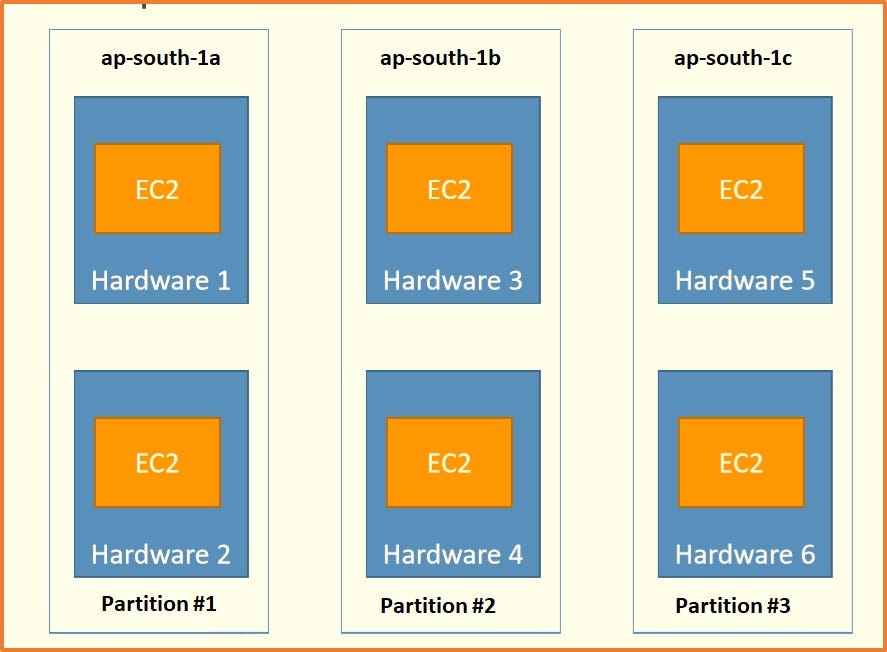 ap-south-1a
ap-south-1b
ap-south-1c
EC2
EC2
EC2
Hardware 1
Hardware 3
Hardware 5
EC2
EC2
EC2
Hardware 2
Hardware 4
Hardware 6
Partition #1
Partition #2
Partition #3